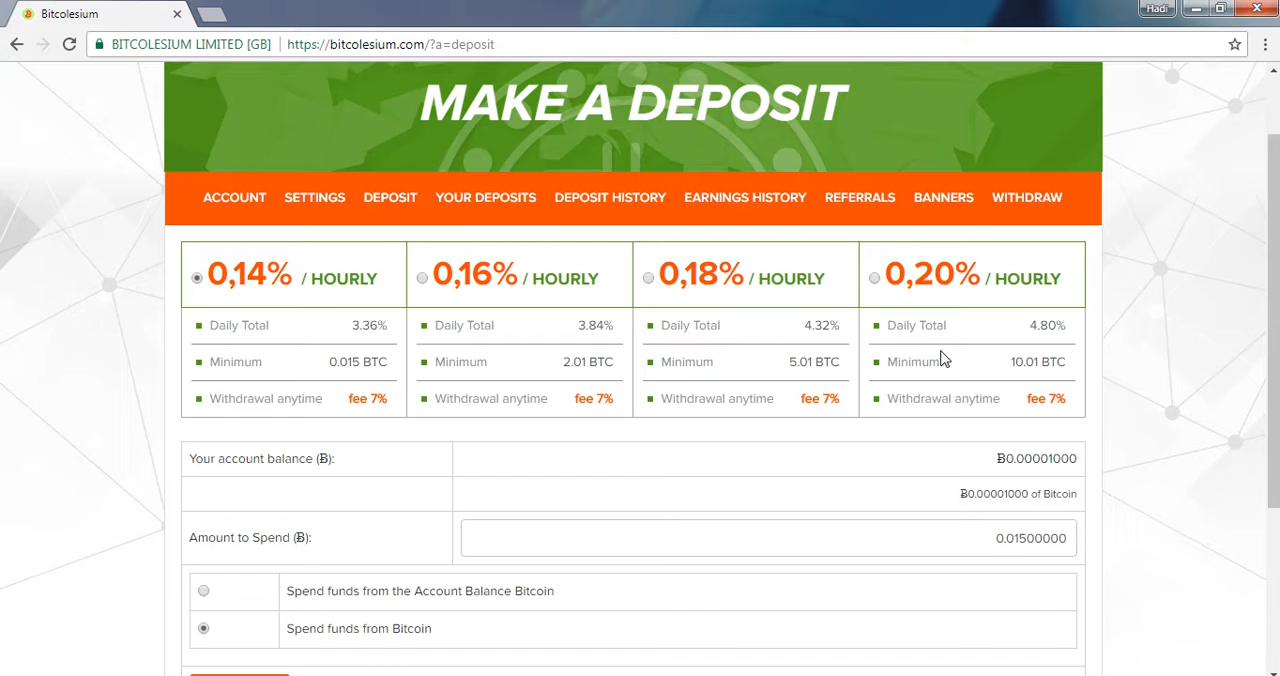 Bitcolesium
Hadi
BITCOLESIUM LIMITED [GB] https://bitcolesium.com/?a=deposit
MAKE A DEPOSIT
ACCOUNT SETTINGS DEPOSIT YOUR DEPOSITS DEPOSIT HISTORY EARNINGS HISTORY REFERRALS BANNERS WITHDRAW
0,14% / HOURLY 0,16% / HOURLY 0,18% / HOURLY 0,20% / HOURLY
Daily Total 3.36% Daily Total 3.84% Daily Total 4.32% Daily Total 4.80%
Minimum 0.015 BTC Minimum 2.01 BTC Minimum 5.01 BTC Minimum 10.01 BTC
Withdrawal anytime fee 7% Withdrawal anytime fee 7% Withdrawal anytime fee 7% Withdrawal anytime fee 7%
Your account balance (Ƀ): Ƀ0.00001000
Ƀ0.00001000 of Bitcoin
Amount to Spend (Ƀ): 0.01500000
Spend funds from the Account Balance Bitcoin
Spend funds from Bitcoin